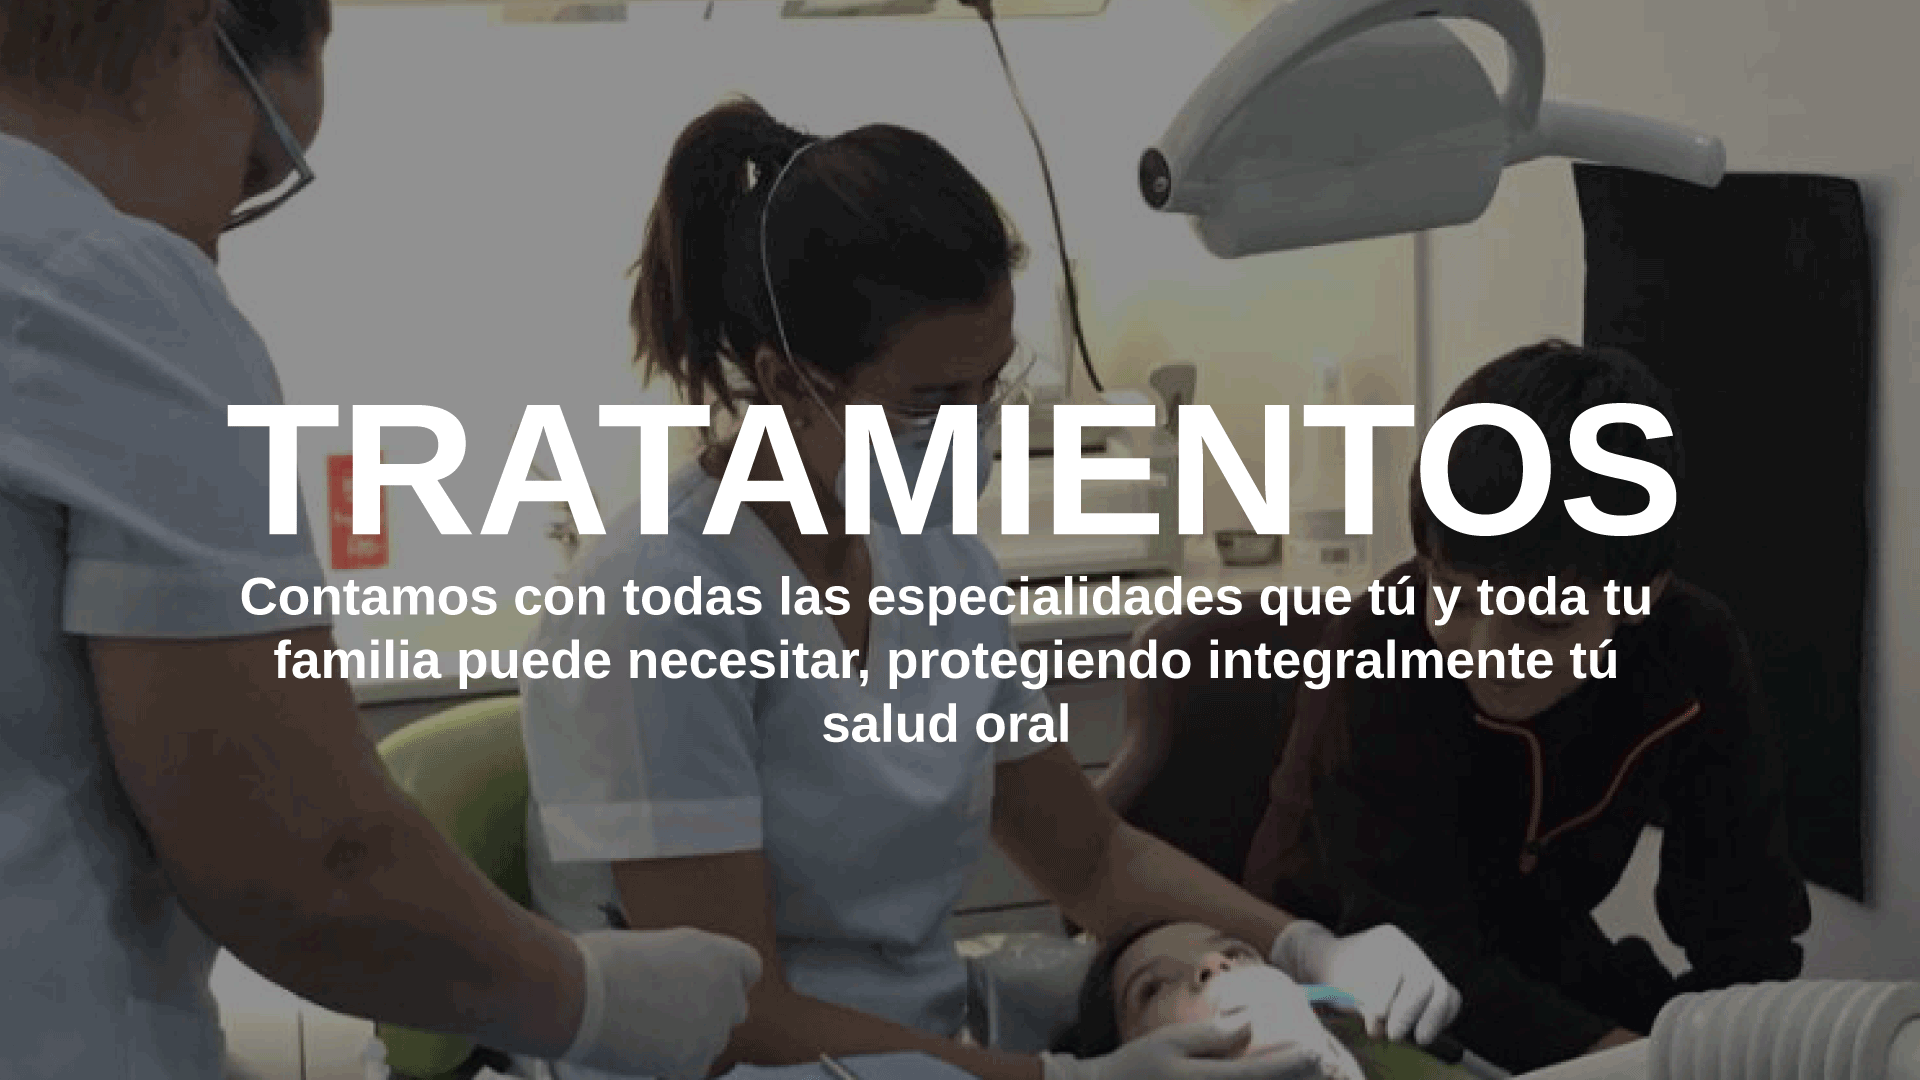 TRATAMIENTOS
Contamos con todas las especialidades que tú y toda tu
familia puede necesitar, protegiendo integralmente tú
salud oral